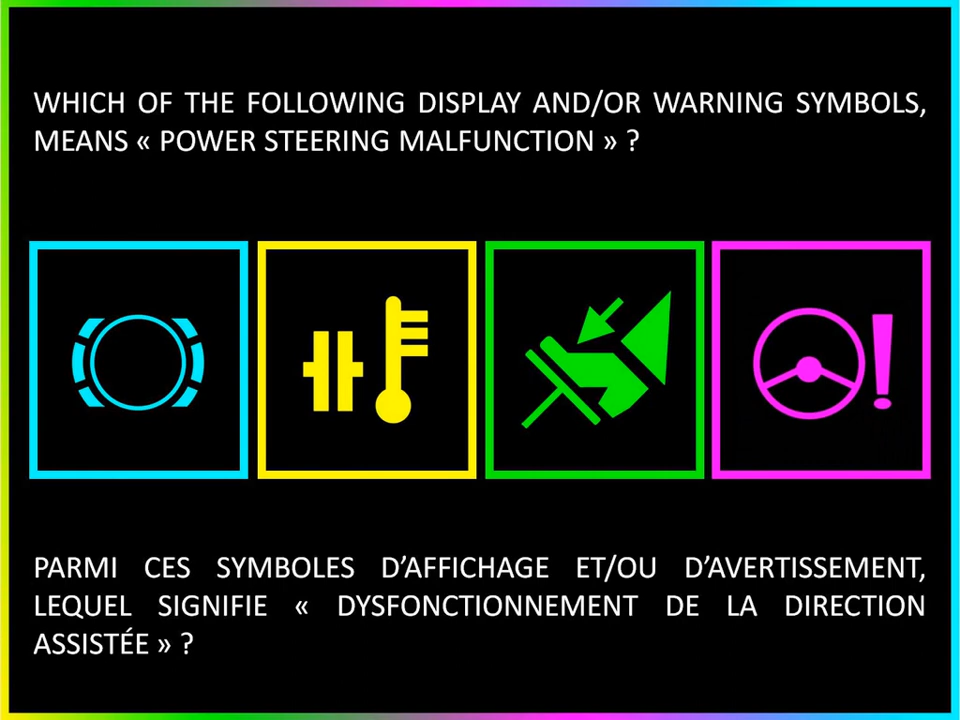 WHICH OF THE FOLLOWING DISPLAY AND/OR WARNING SYMBOLS,
MEANS « POWER STEERING MALFUNCTION » ?
PARMI CES SYMBOLES D’AFFICHAGE ET/OU D’AVERTISSEMENT,
LEQUEL SIGNIFIE « DYSFONCTIONNEMENT DE LA DIRECTION
ASSISTÉE » ?